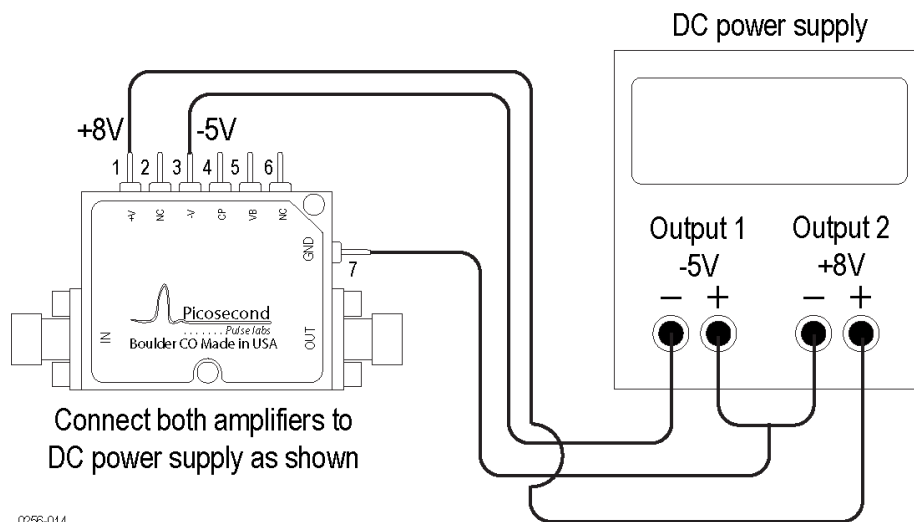 DC power supply
+8V
-5V
1 2 3 4 5 6
+V NC -V CP VB NC
GND
7
Output 1 Output 2
-5V +8V
− + − +
IN
OUT
Picosecond
.......Pulse labs
Boulder CO Made in USA
Connect both amplifiers to
DC power supply as shown
0256-014